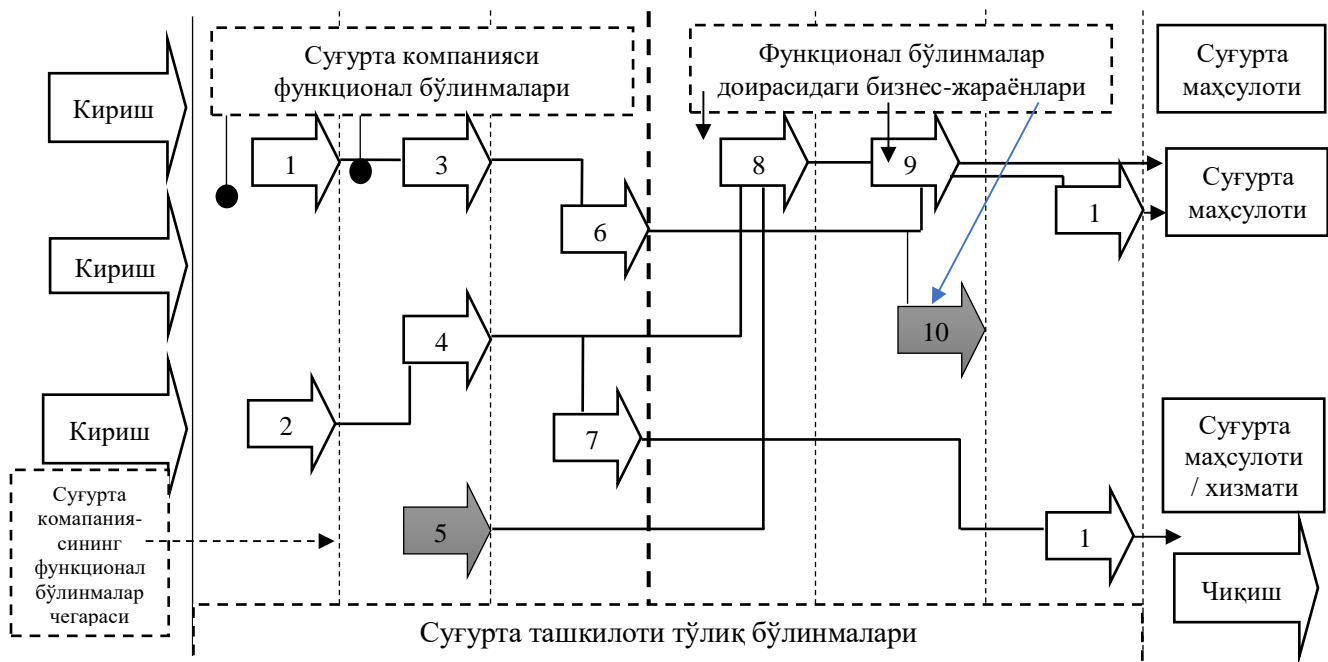 Суғурта компанияси
функционал бўлинмалари
Функционал бўлинмалар
доирасидаги бизнес-жараёнлари
Суғурта
маҳсулоти
Кириш
1
3
8
9
Суғурта
маҳсулоти
1
6
Кириш
10
4
2
7
Кириш
Суғурта
маҳсулоти
/ хизмати
Суғурта
комапания-
сининг
функционал
бўлинмалар
чегараси
5
1
Чиқиш
Суғурта ташкилоти тўлиқ бўлинмалари